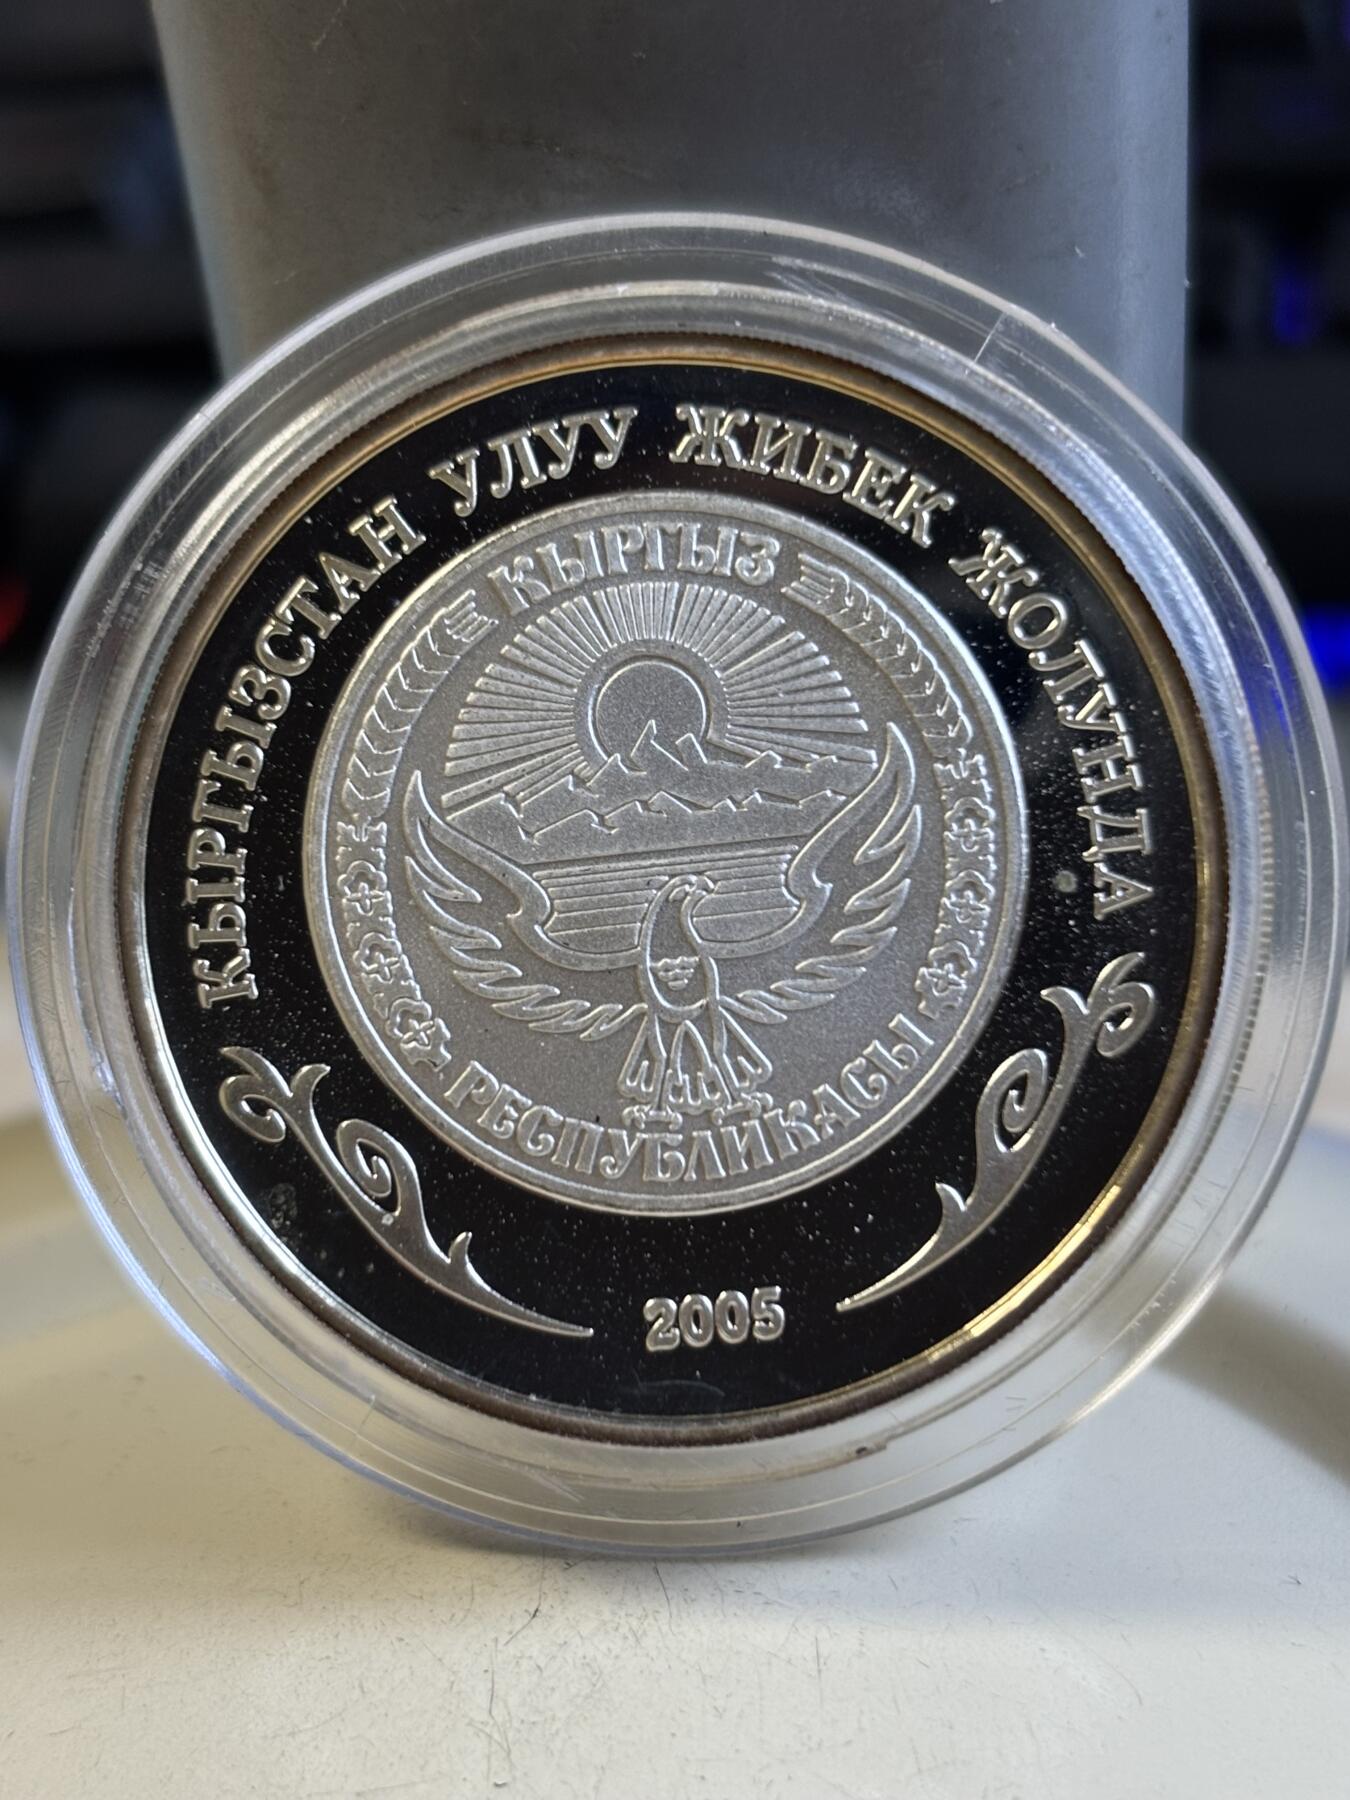 КЫРГЫЗСТАН УЛУУ ЖИБЕК ЖОЛУНДА
КЫРГЫЗ
РЕСПУБЛИКАСЫ
2005